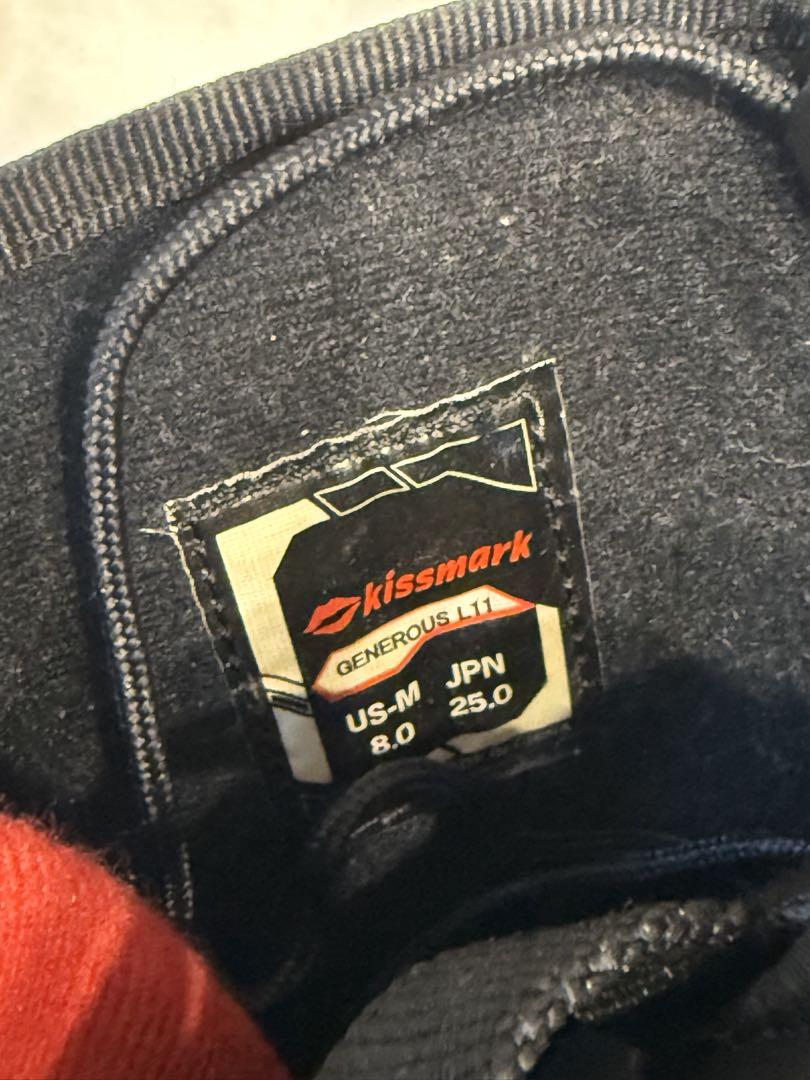 kissmark
GENEROUS L11
US-M JPN
8.0 25.0